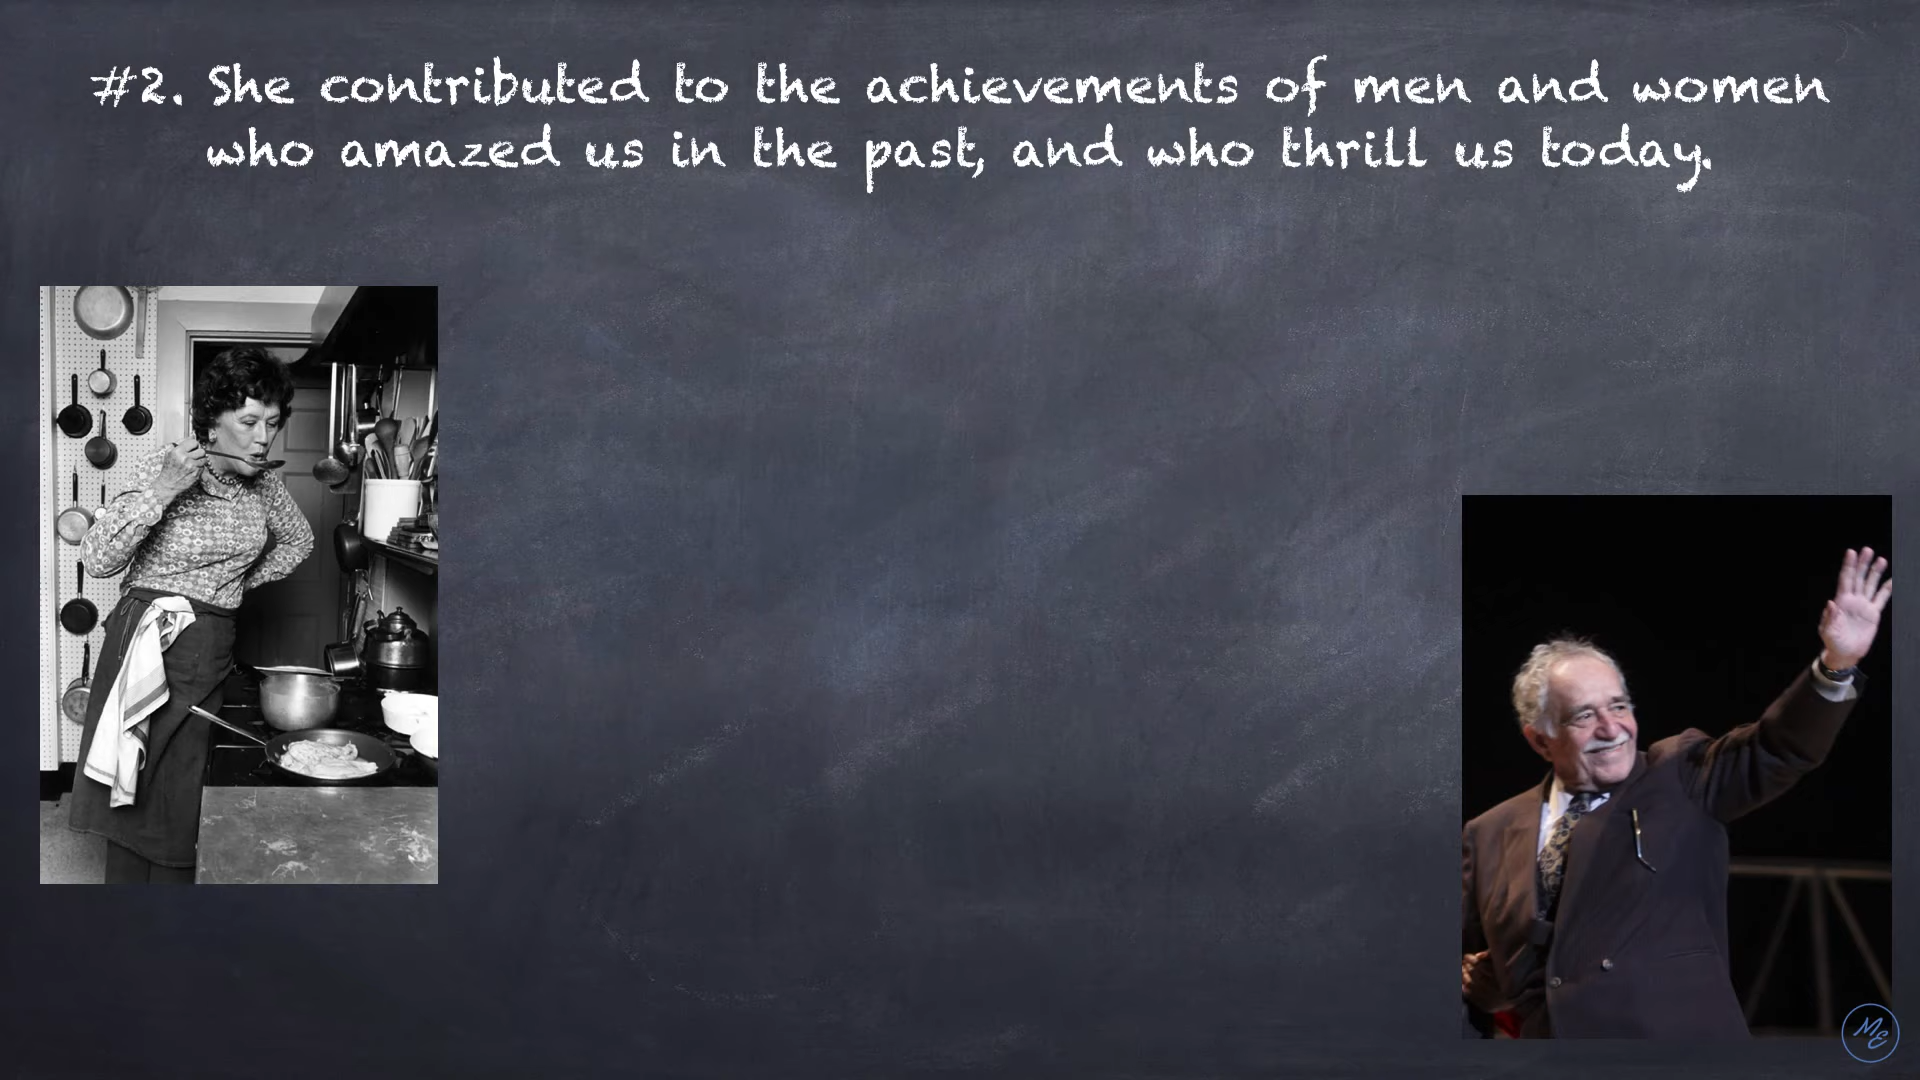 #2. She contributed to the achievements of men and women
who amazed us in the past, and who thrill us today.
ME